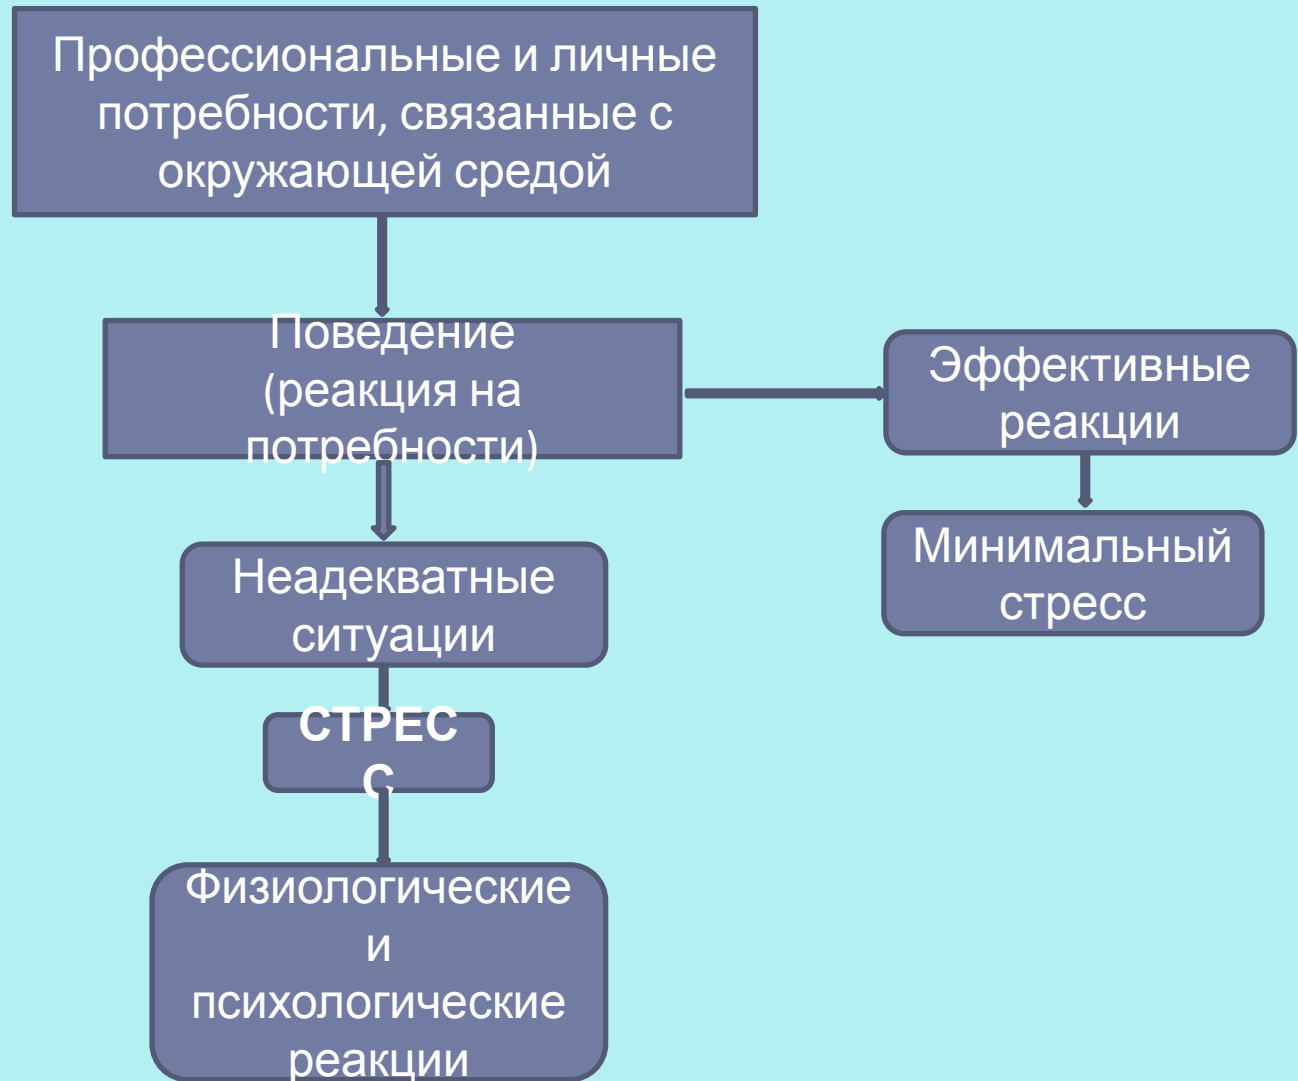 Профессиональные и личные
потребности, связанные с
окружающей средой
Поведение
(реакция на
потребности)
Эффективные
реакции
Минимальный
стресс
Неадекватные
ситуации
СТРЕС
С
Физиологические
и
психологические
реакции